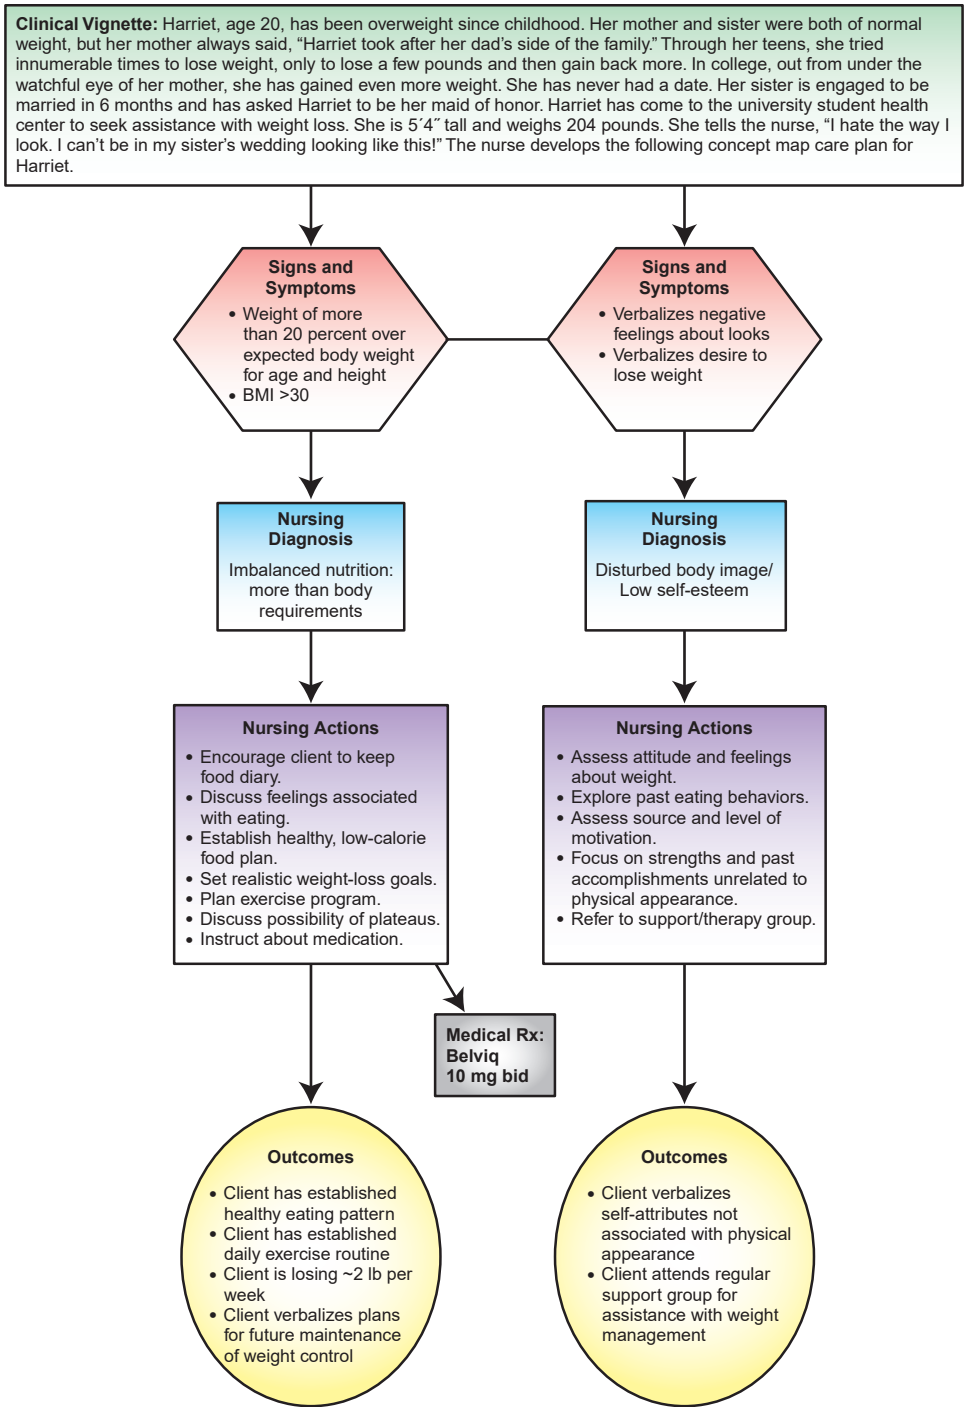 Clinical Vignette: Harriet, age 20, has been overweight since childhood. Her mother and sister were both of normal
weight, but her mother always said, “Harriet took after her dad’s side of the family.” Through her teens, she tried
innumerable times to lose weight, only to lose a few pounds and then gain back more. In college, out from under the
watchful eye of her mother, she has gained even more weight. She has never had a date. Her sister is engaged to be
married in 6 months and has asked Harriet to be her maid of honor. Harriet has come to the university student health
center to seek assistance with weight loss. She is 5´4˝ tall and weighs 204 pounds. She tells the nurse, “I hate the way I
look. I can’t be in my sister’s wedding looking like this!” The nurse develops the following concept map care plan for
Harriet.
Signs and
Symptoms
• Weight of more
than 20 percent over
expected body weight
for age and height
• BMI >30
Signs and
Symptoms
• Verbalizes negative
feelings about looks
• Verbalizes desire to
lose weight
Nursing
Diagnosis
Imbalanced nutrition:
more than body
requirements
Nursing
Diagnosis
Disturbed body image/
Low self-esteem
Nursing Actions
• Encourage client to keep
food diary.
• Discuss feelings associated
with eating.
• Establish healthy, low-calorie
food plan.
• Set realistic weight-loss goals.
• Plan exercise program.
• Discuss possibility of plateaus.
• Instruct about medication.
Nursing Actions
• Assess attitude and feelings
about weight.
• Explore past eating behaviors.
• Assess source and level of
motivation.
• Focus on strengths and past
accomplishments unrelated to
physical appearance.
• Refer to support/therapy group.
Medical Rx:
Belviq
10 mg bid
Outcomes
• Client has established
healthy eating pattern
• Client has established
daily exercise routine
• Client is losing ~2 lb per
week
• Client verbalizes plans
for future maintenance
of weight control
Outcomes
• Client verbalizes
self-attributes not
associated with physical
appearance
• Client attends regular
support group for
assistance with weight
management